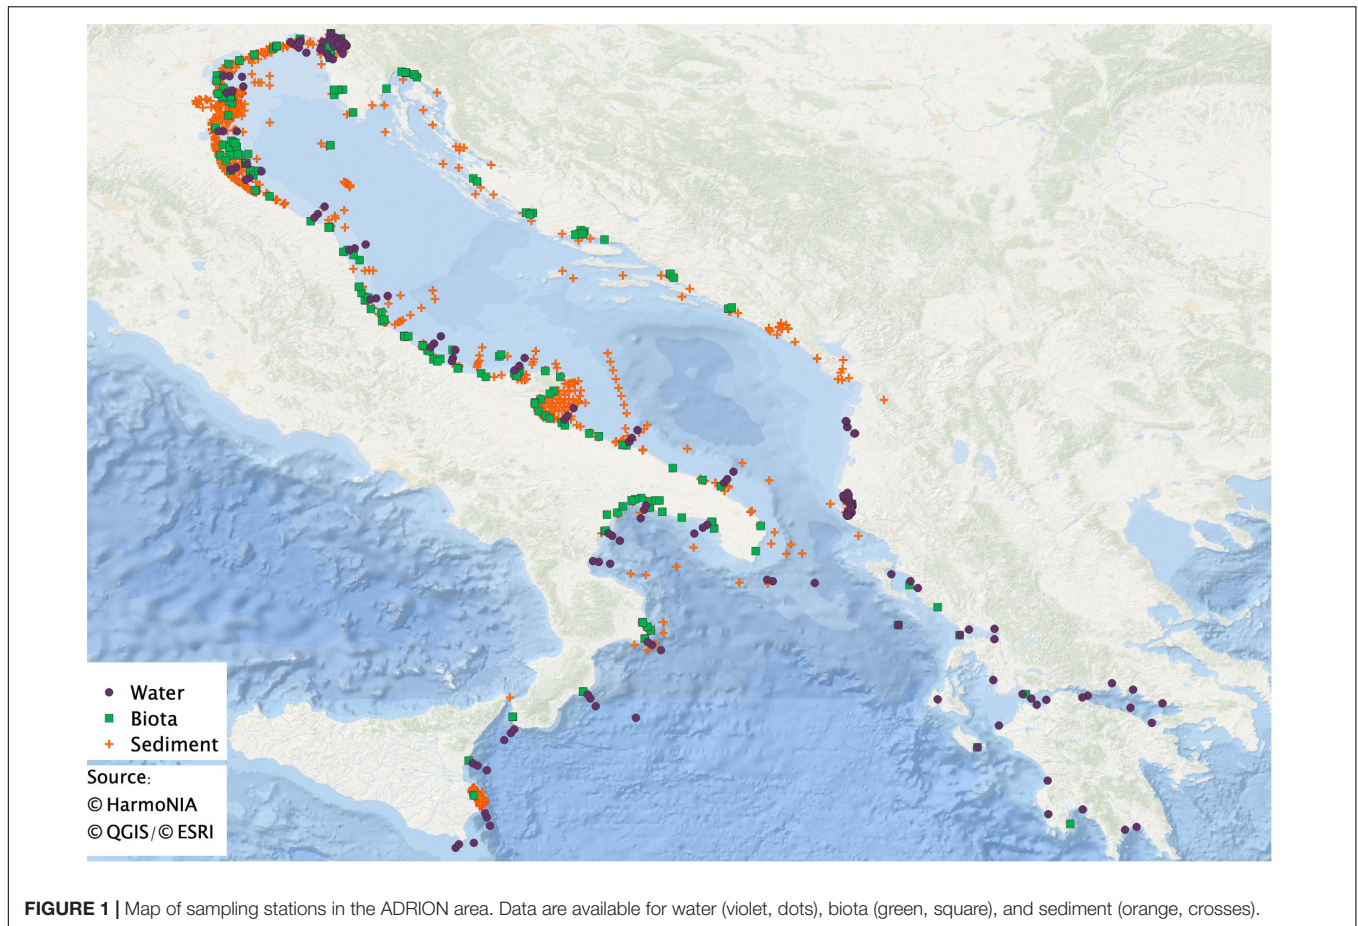 Water
Biota
Sediment
Source:
© HarmoNIA
© QGIS/© ESRI
FIGURE 1 | Map of sampling stations in the ADRION area. Data are available for water (violet, dots), biota (green, square), and sediment (orange, crosses).